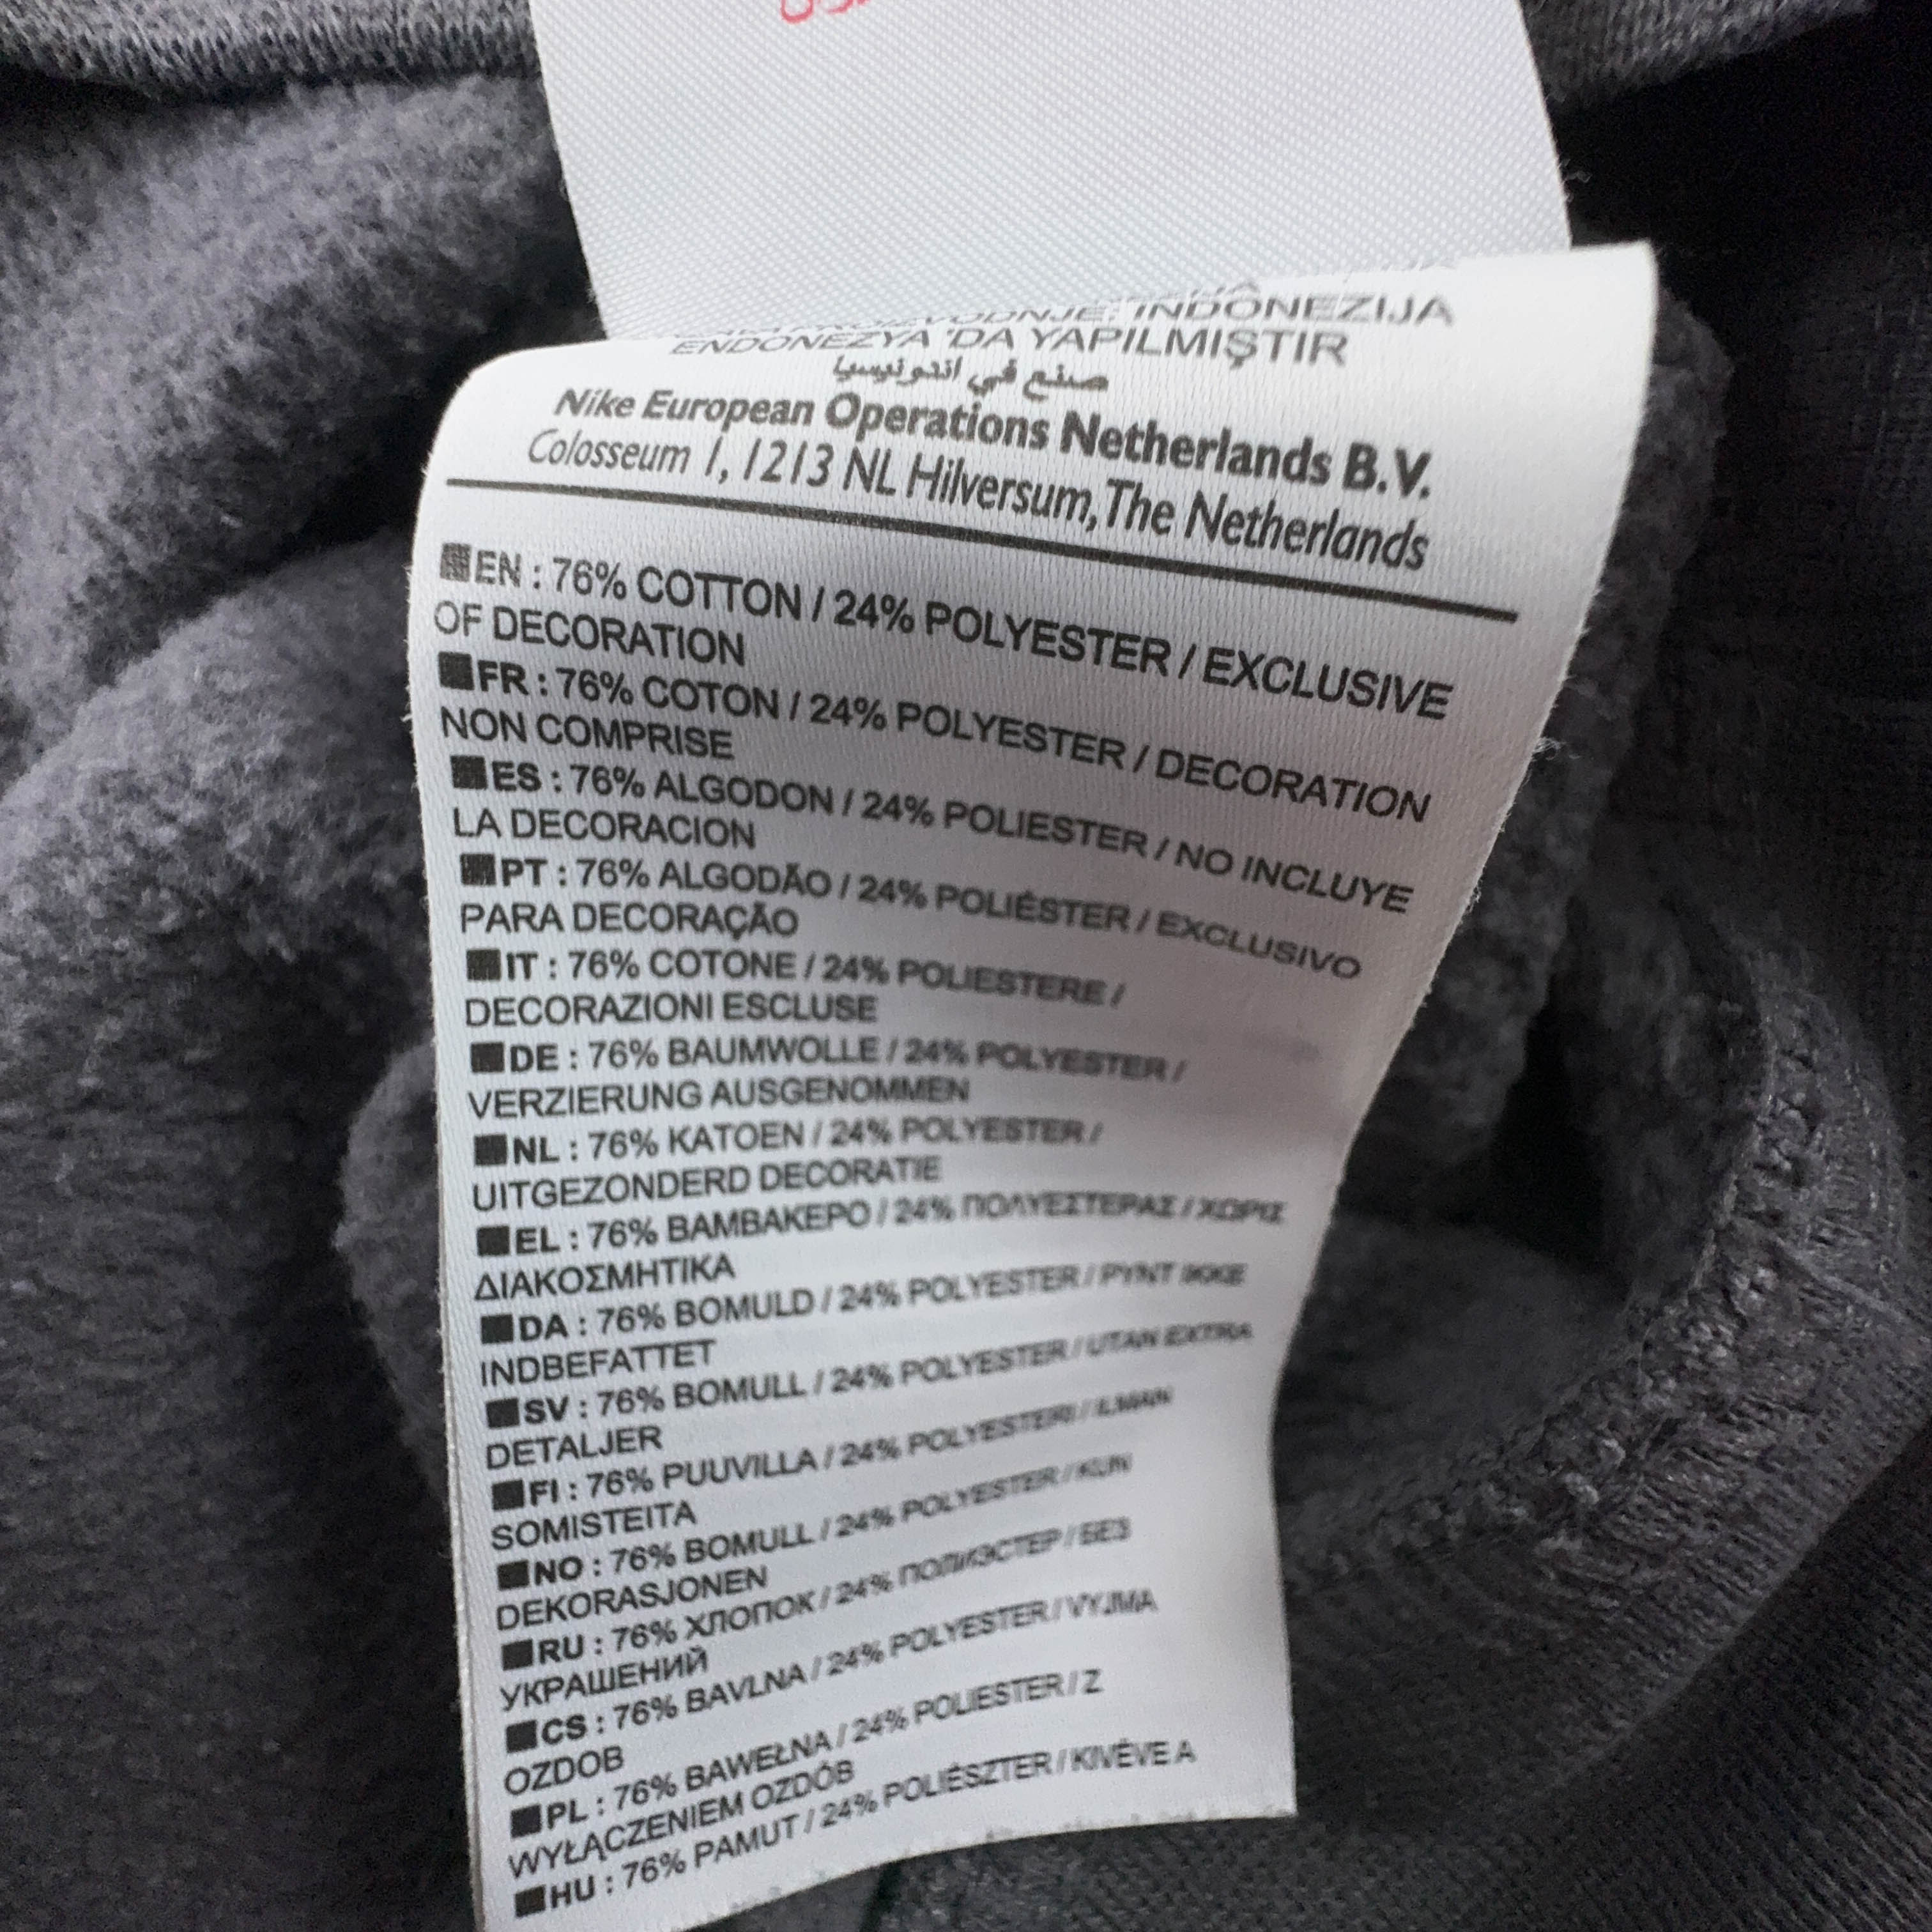 INDONEZIJA
ENDONEZYA 'DA YAPILMIŞTIR
صنع في اندونيسيا
Nike European Operations Netherlands B.V.
Colosseum 1, 1213 NL Hilversum, The Netherlands
EN : 76% COTTON / 24% POLYESTER / EXCLUSIVE
OF DECORATION
FR : 76% COTON / 24% POLYESTER / DECORATION
NON COMPRISE
ES : 76% ALGODON / 24% POLIESTER / NO INCLUYE
LA DECORACION
PT : 76% ALGODÃO / 24% POLIÉSTER / EXCLUSIVO
PARA DECORAÇÃO
IT : 76% COTONE / 24% POLIESTERE /
DECORAZIONI ESCLUSE
DE : 76% BAUMWOLLE / 24% POLYESTER /
VERZIERUNG AUSGENOMMEN
NL : 76% KATOEN / 24% POLYESTER /
UITGEZONDERD DECORATIE
EL : 76% ΒΑΜΒΑΚΕΡΟ / 24% ΠΟΛΥΕΣΤΕΡΑΣ / ΧΩΡΙΣ
ΔΙΑΚΟΣΜΗΤΙΚΑ
DA : 76% BOMULD / 24% POLYESTER / PYNT IKKE
INDBEFATTET
SV : 76% BOMULL / 24% POLYESTER / UTAN EXTRA
DETALJER
FI : 76% PUUVILLA / 24% POLYESTERI / ILMAN
SOMISTEITA
NO : 76% BOMULL / 24% POLYESTER / KUN
DEKORASJONEN
RU : 76% ХЛОПОК / 24% ПОЛИЭСТЕР / БЕЗ
УКРАШЕНИЙ
CS : 76% BAVLNA / 24% POLYESTER / VYJMA
OZDOB
PL : 76% BAWEŁNA / 24% POLIESTER / Z
WYŁĄCZENIEM OZDÓB
HU : 76% PAMUT / 24% POLIÉSZTER / KIVÉVE A